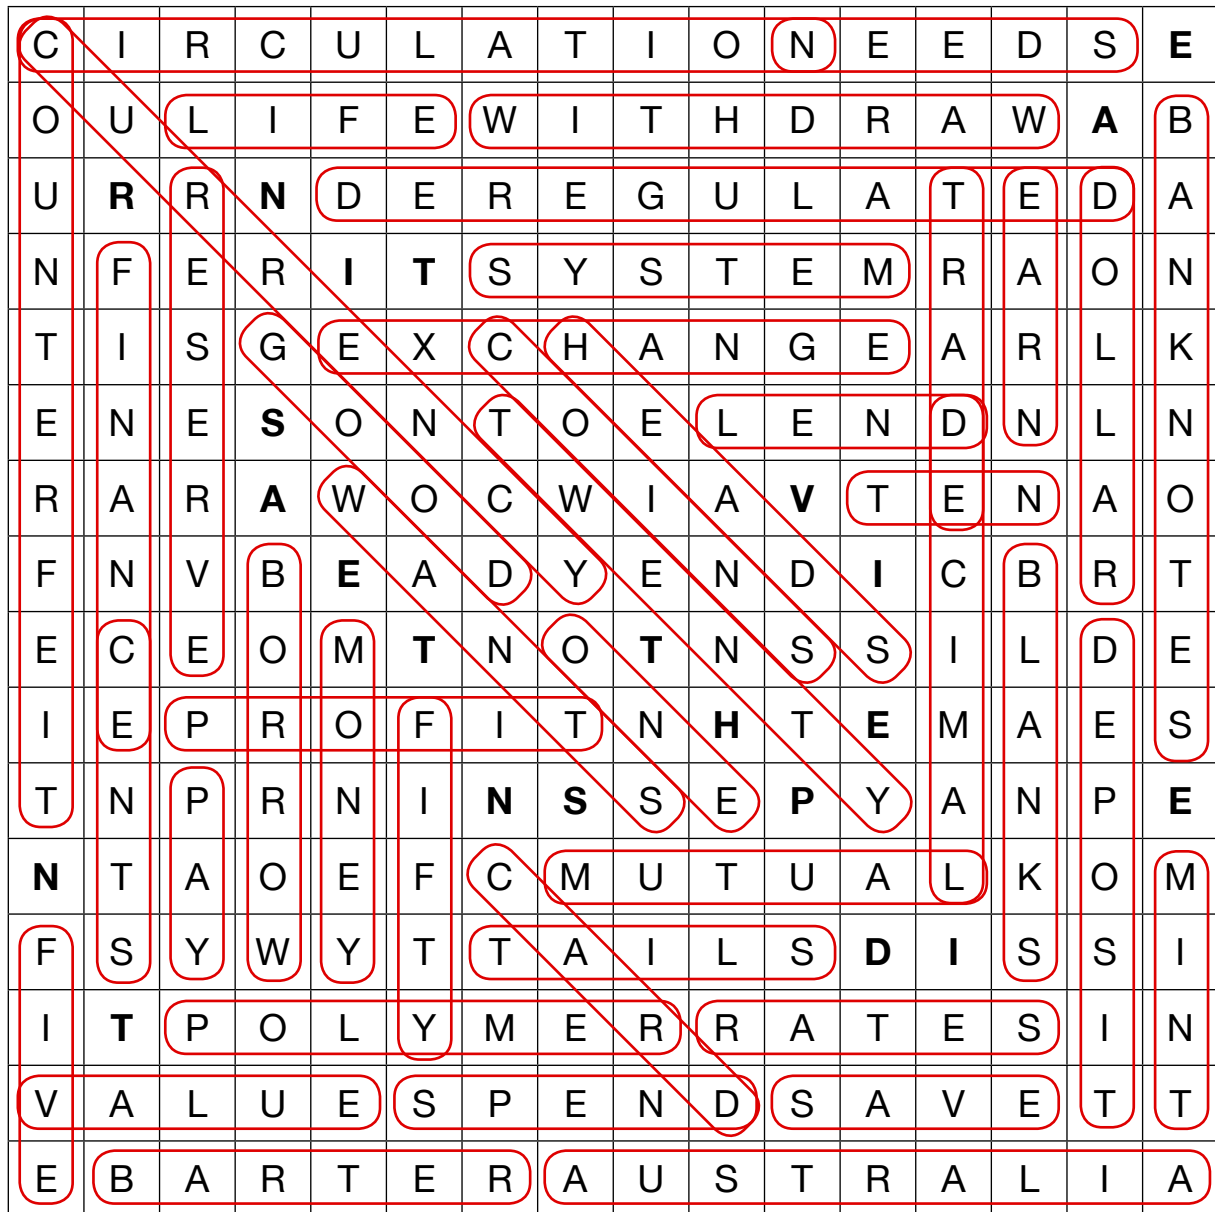 C I R C U L A T I O N E E D S E
O U L I F E W I T H D R A W A B
U R R N D E R E G U L A T E D A
N F E R I T S Y S T E M R A O N
T I S G E X C H A N G E A R L K
E N E S O N T O E L E N D N L N
R A R A W O C W I A V T E N A O
F N V B E A D Y E N D I C B R T
E C E O M T N O T N S S I L D E
I E P R O F I T N H T E M A E S
T N P R N I N S S E P Y A N P E
N T A O E F C M U T U A L K O M
F S Y W Y T T A I L S D I S S I
I T P O L Y M E R R A T E S I N
V A L U E S P E N D S A V E T T
E B A R T E R A U S T R A L I A